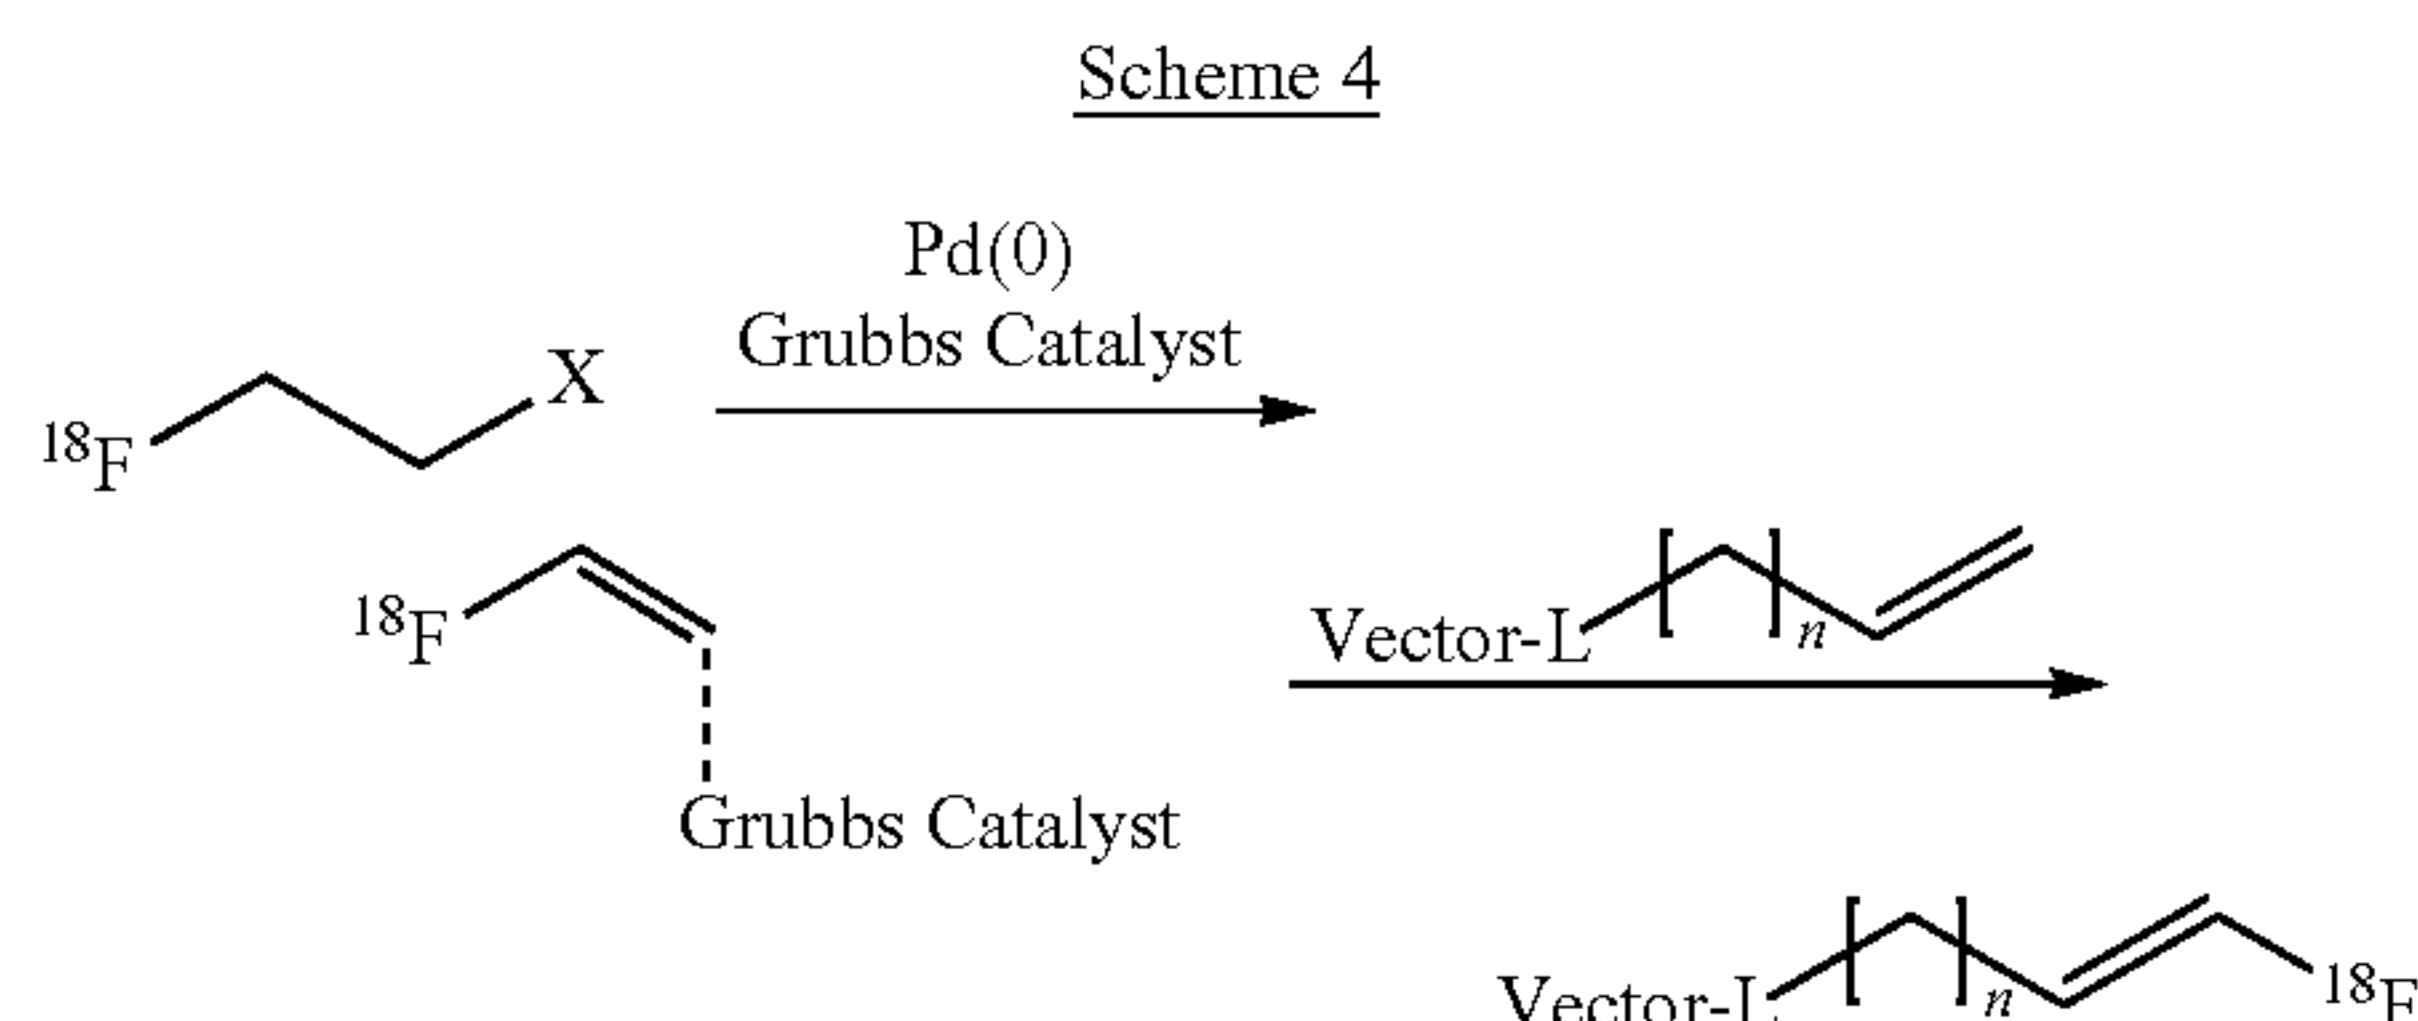 Scheme 4
Pd(0)
Grubbs Catalyst
X
18F
18F
Grubbs Catalyst
Vector-L
n
Vector-L
n
18F